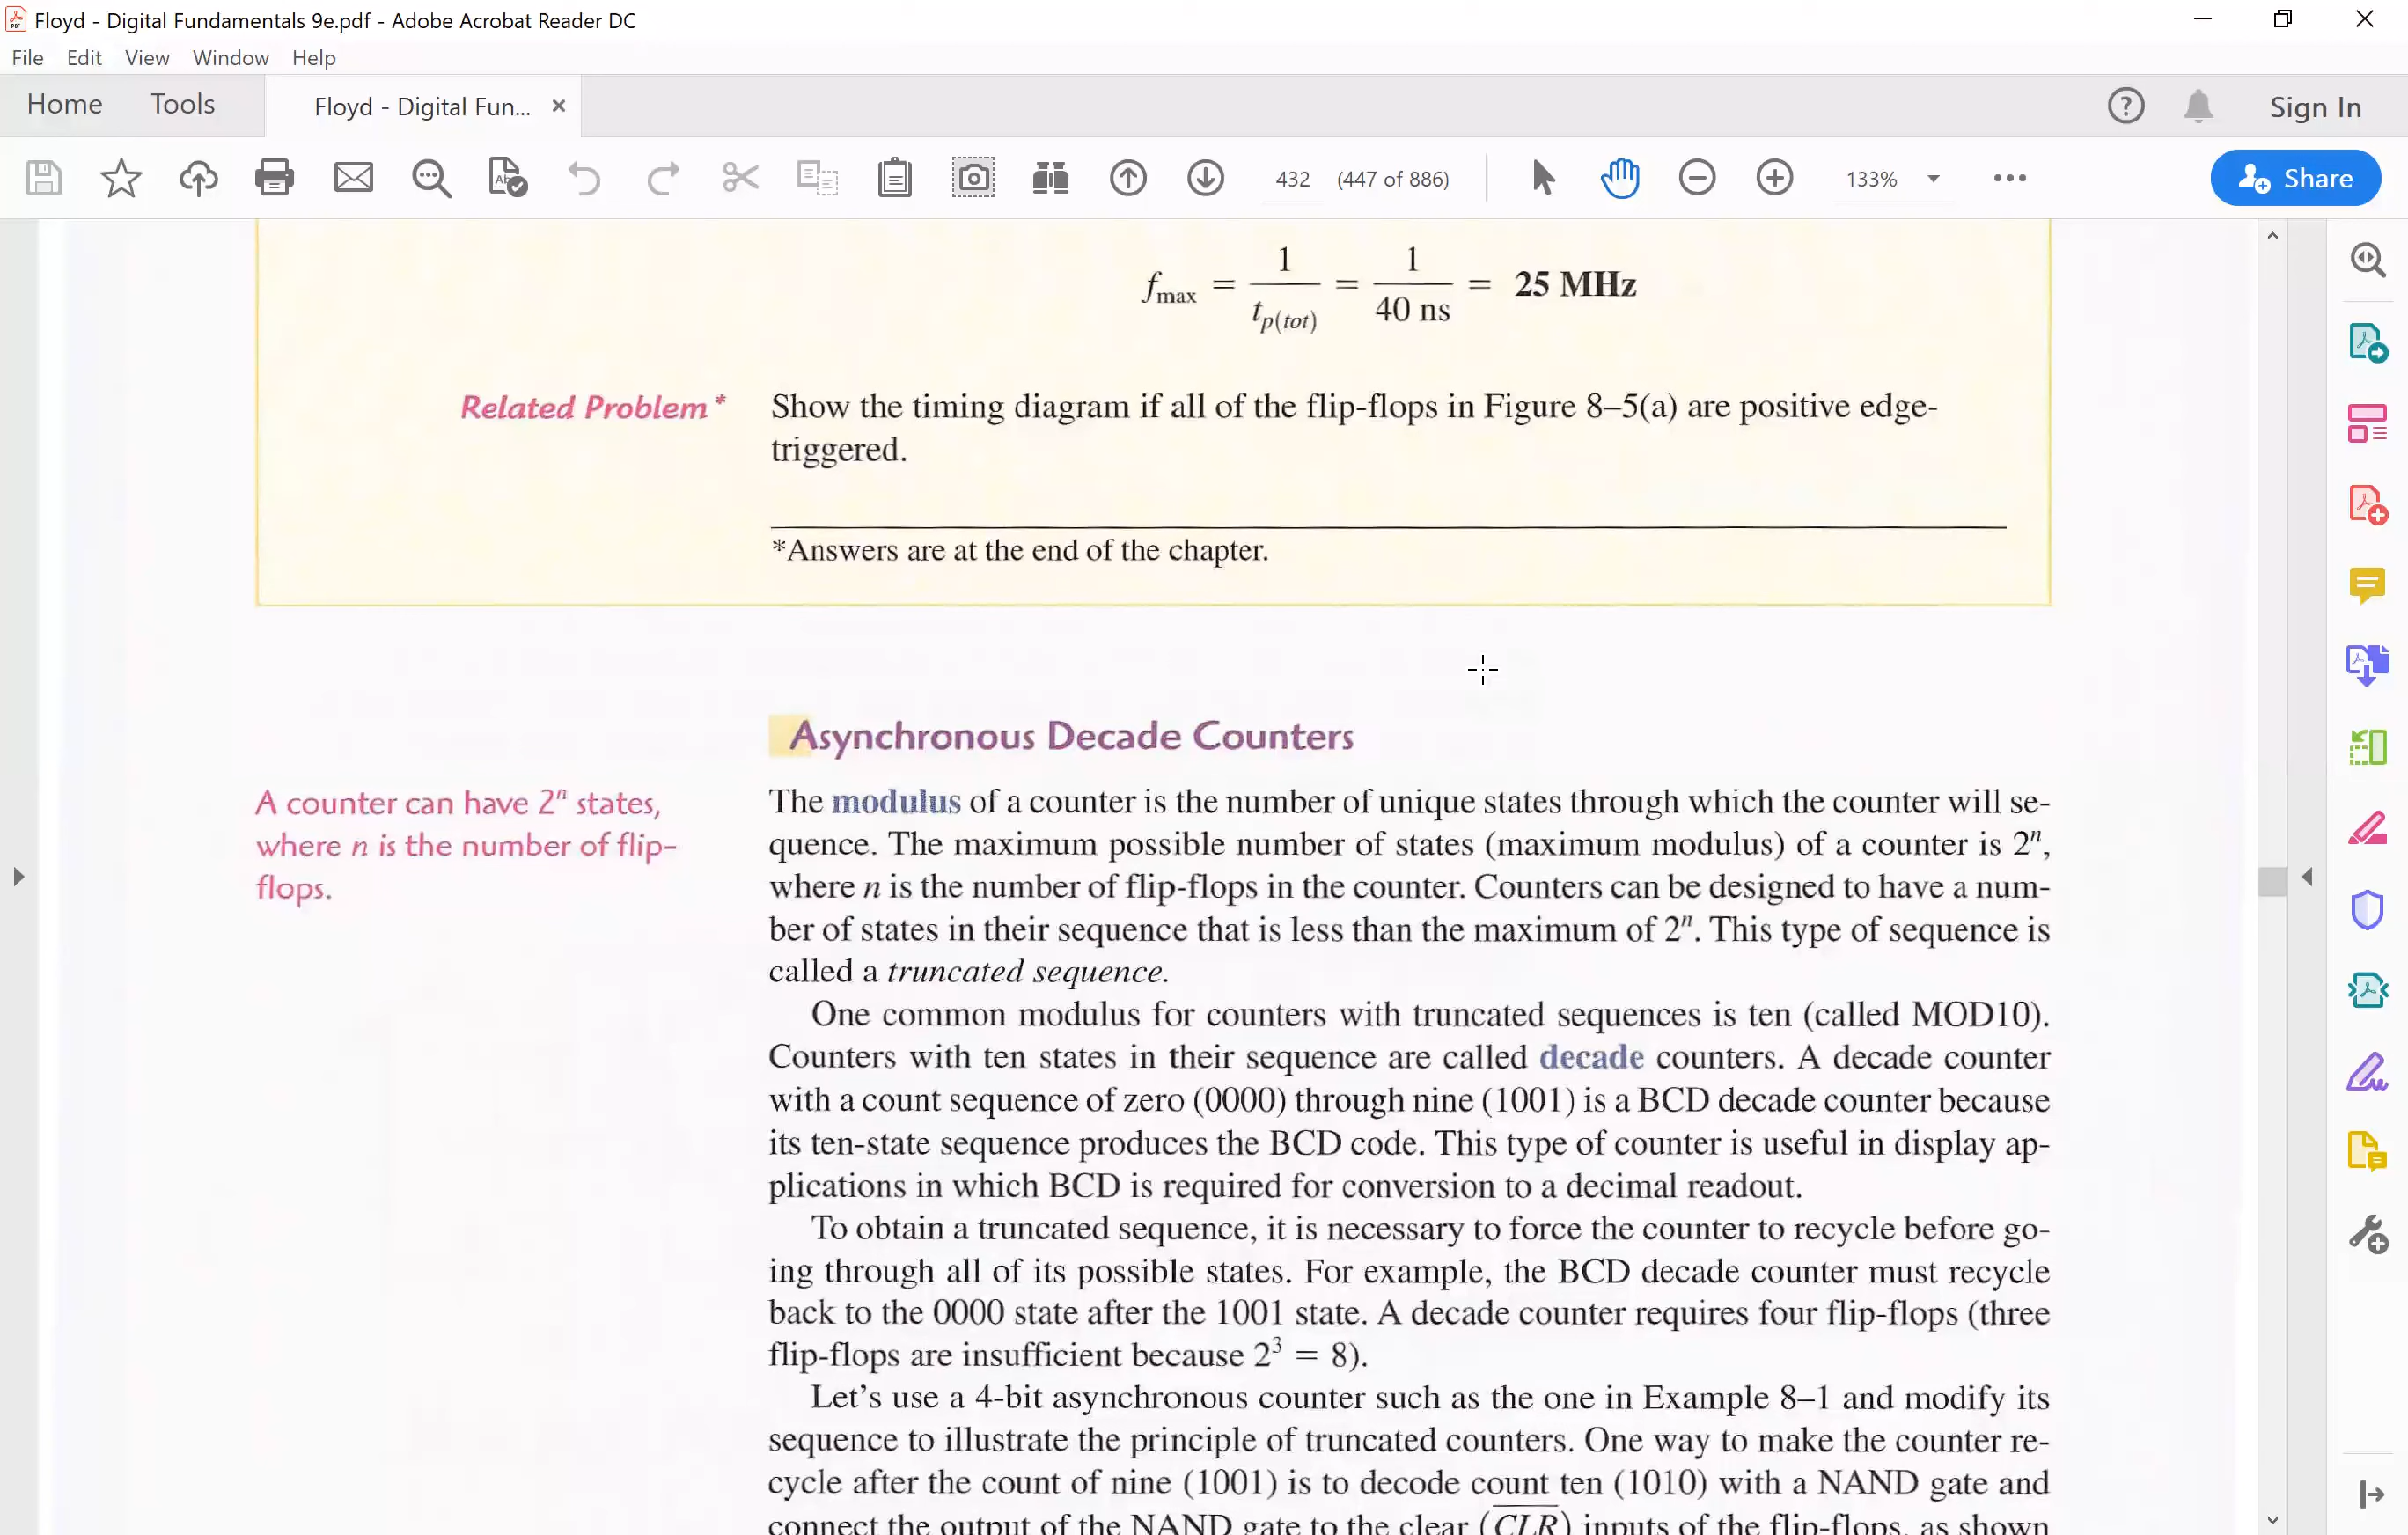 Floyd - Digital Fundamentals 9e.pdf - Adobe Acrobat Reader DC
File Edit View Window Help
Home Tools Floyd - Digital Fun... Sign In
432 (447 of 886) 133% Share
f_max = 1 / t_p(tot) = 1 / 40 ns = 25 MHz
Related Problem* Show the timing diagram if all of the flip-flops in Figure 8–5(a) are positive edge-
triggered.
*Answers are at the end of the chapter.
Asynchronous Decade Counters
A counter can have 2ⁿ states,
where n is the number of flip-
flops.
The modulus of a counter is the number of unique states through which the counter will se-
quence. The maximum possible number of states (maximum modulus) of a counter is 2ⁿ,
where n is the number of flip-flops in the counter. Counters can be designed to have a num-
ber of states in their sequence that is less than the maximum of 2ⁿ. This type of sequence is
called a truncated sequence.
One common modulus for counters with truncated sequences is ten (called MOD10).
Counters with ten states in their sequence are called decade counters. A decade counter
with a count sequence of zero (0000) through nine (1001) is a BCD decade counter because
its ten-state sequence produces the BCD code. This type of counter is useful in display ap-
plications in which BCD is required for conversion to a decimal readout.
To obtain a truncated sequence, it is necessary to force the counter to recycle before go-
ing through all of its possible states. For example, the BCD decade counter must recycle
back to the 0000 state after the 1001 state. A decade counter requires four flip-flops (three
flip-flops are insufficient because 2³ = 8).
Let's use a 4-bit asynchronous counter such as the one in Example 8–1 and modify its
sequence to illustrate the principle of truncated counters. One way to make the counter re-
cycle after the count of nine (1001) is to decode count ten (1010) with a NAND gate and
connect the output of the NAND gate to the clear (C̅L̅R̅) inputs of the flip-flops, as shown